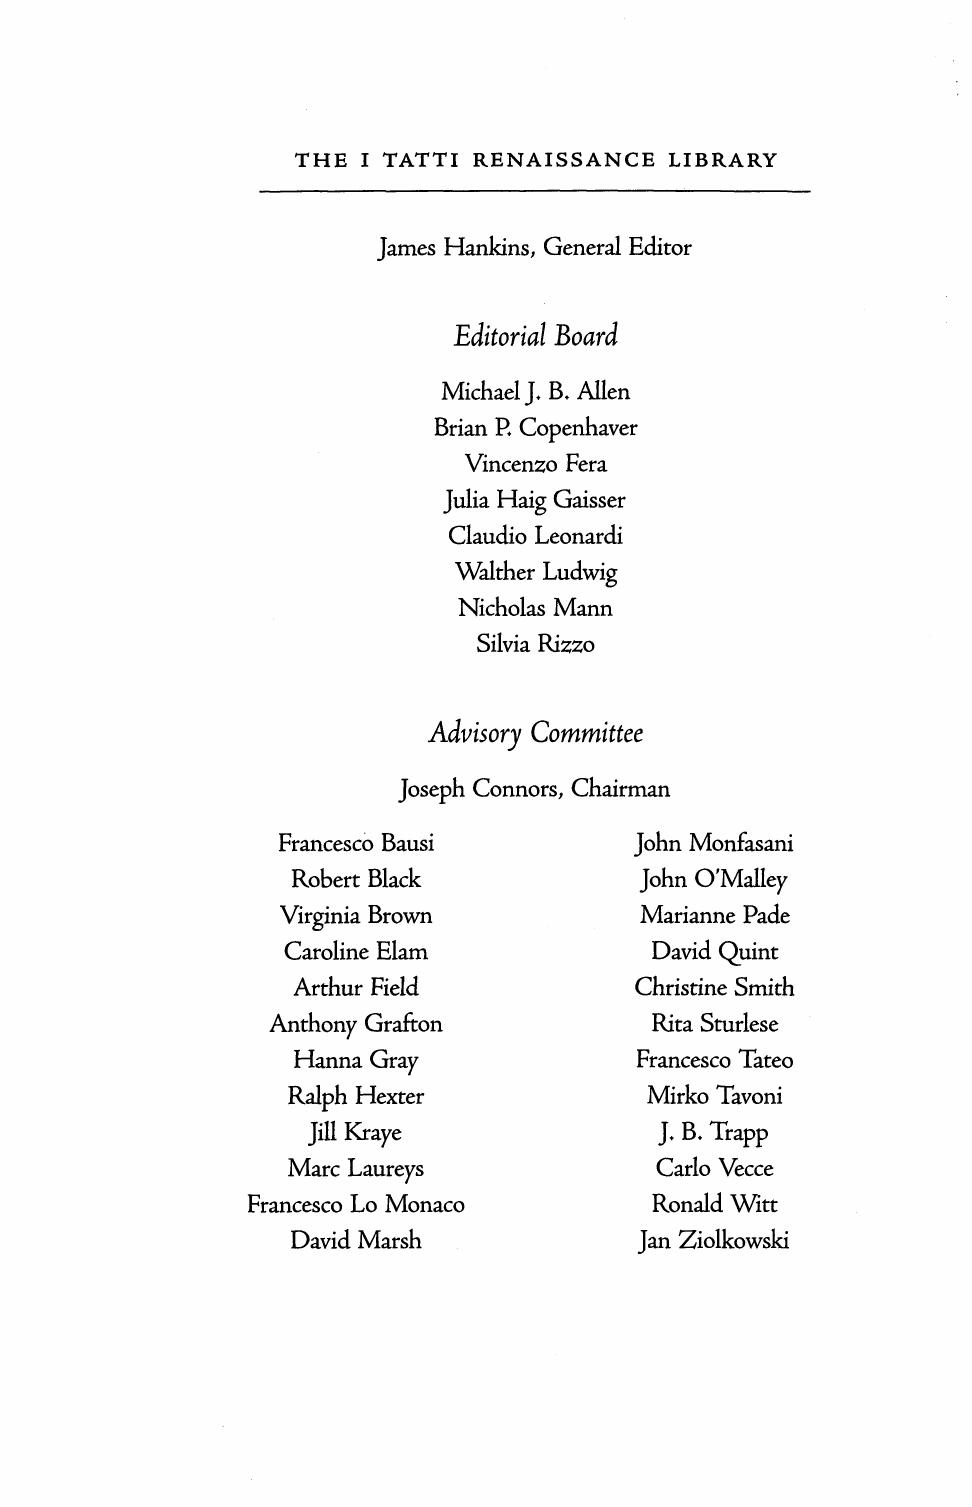 THE I TATTI RENAISSANCE LIBRARY
James Hankins, General Editor
Editorial Board
Michael J. B. Allen
Brian P. Copenhaver
Vincenzo Fera
Julia Haig Gaisser
Claudio Leonardi
Walther Ludwig
Nicholas Mann
Silvia Rizzo
Advisory Committee
Joseph Connors, Chairman
Francesco Bausi
Robert Black
Virginia Brown
Caroline Elam
Arthur Field
Anthony Grafton
Hanna Gray
Ralph Hexter
Jill Kraye
Marc Laureys
Francesco Lo Monaco
David Marsh
John Monfasani
John O'Malley
Marianne Pade
David Quint
Christine Smith
Rita Sturlese
Francesco Tateo
Mirko Tavoni
J. B. Trapp
Carlo Vecce
Ronald Witt
Jan Ziolkowski